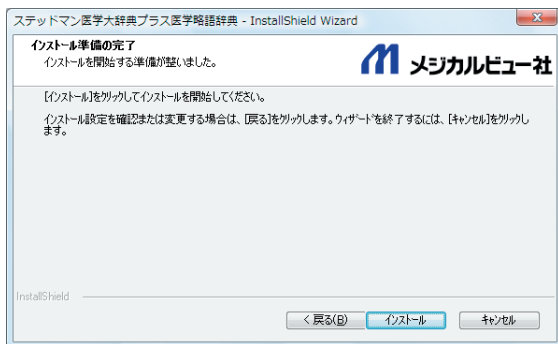 ステッドマン医学大辞典プラス医学略語辞典 - InstallShield Wizard
インストール準備の完了
インストールを開始する準備が整いました。
メジカルビュー社
[インストール]をクリックしてインストールを開始してください。
インストール設定を確認または変更する場合は、[戻る]をクリックします。ウィザードを終了するには、[キャンセル]をクリックし
ます。
InstallShield
< 戻る(B)
インストール
キャンセル